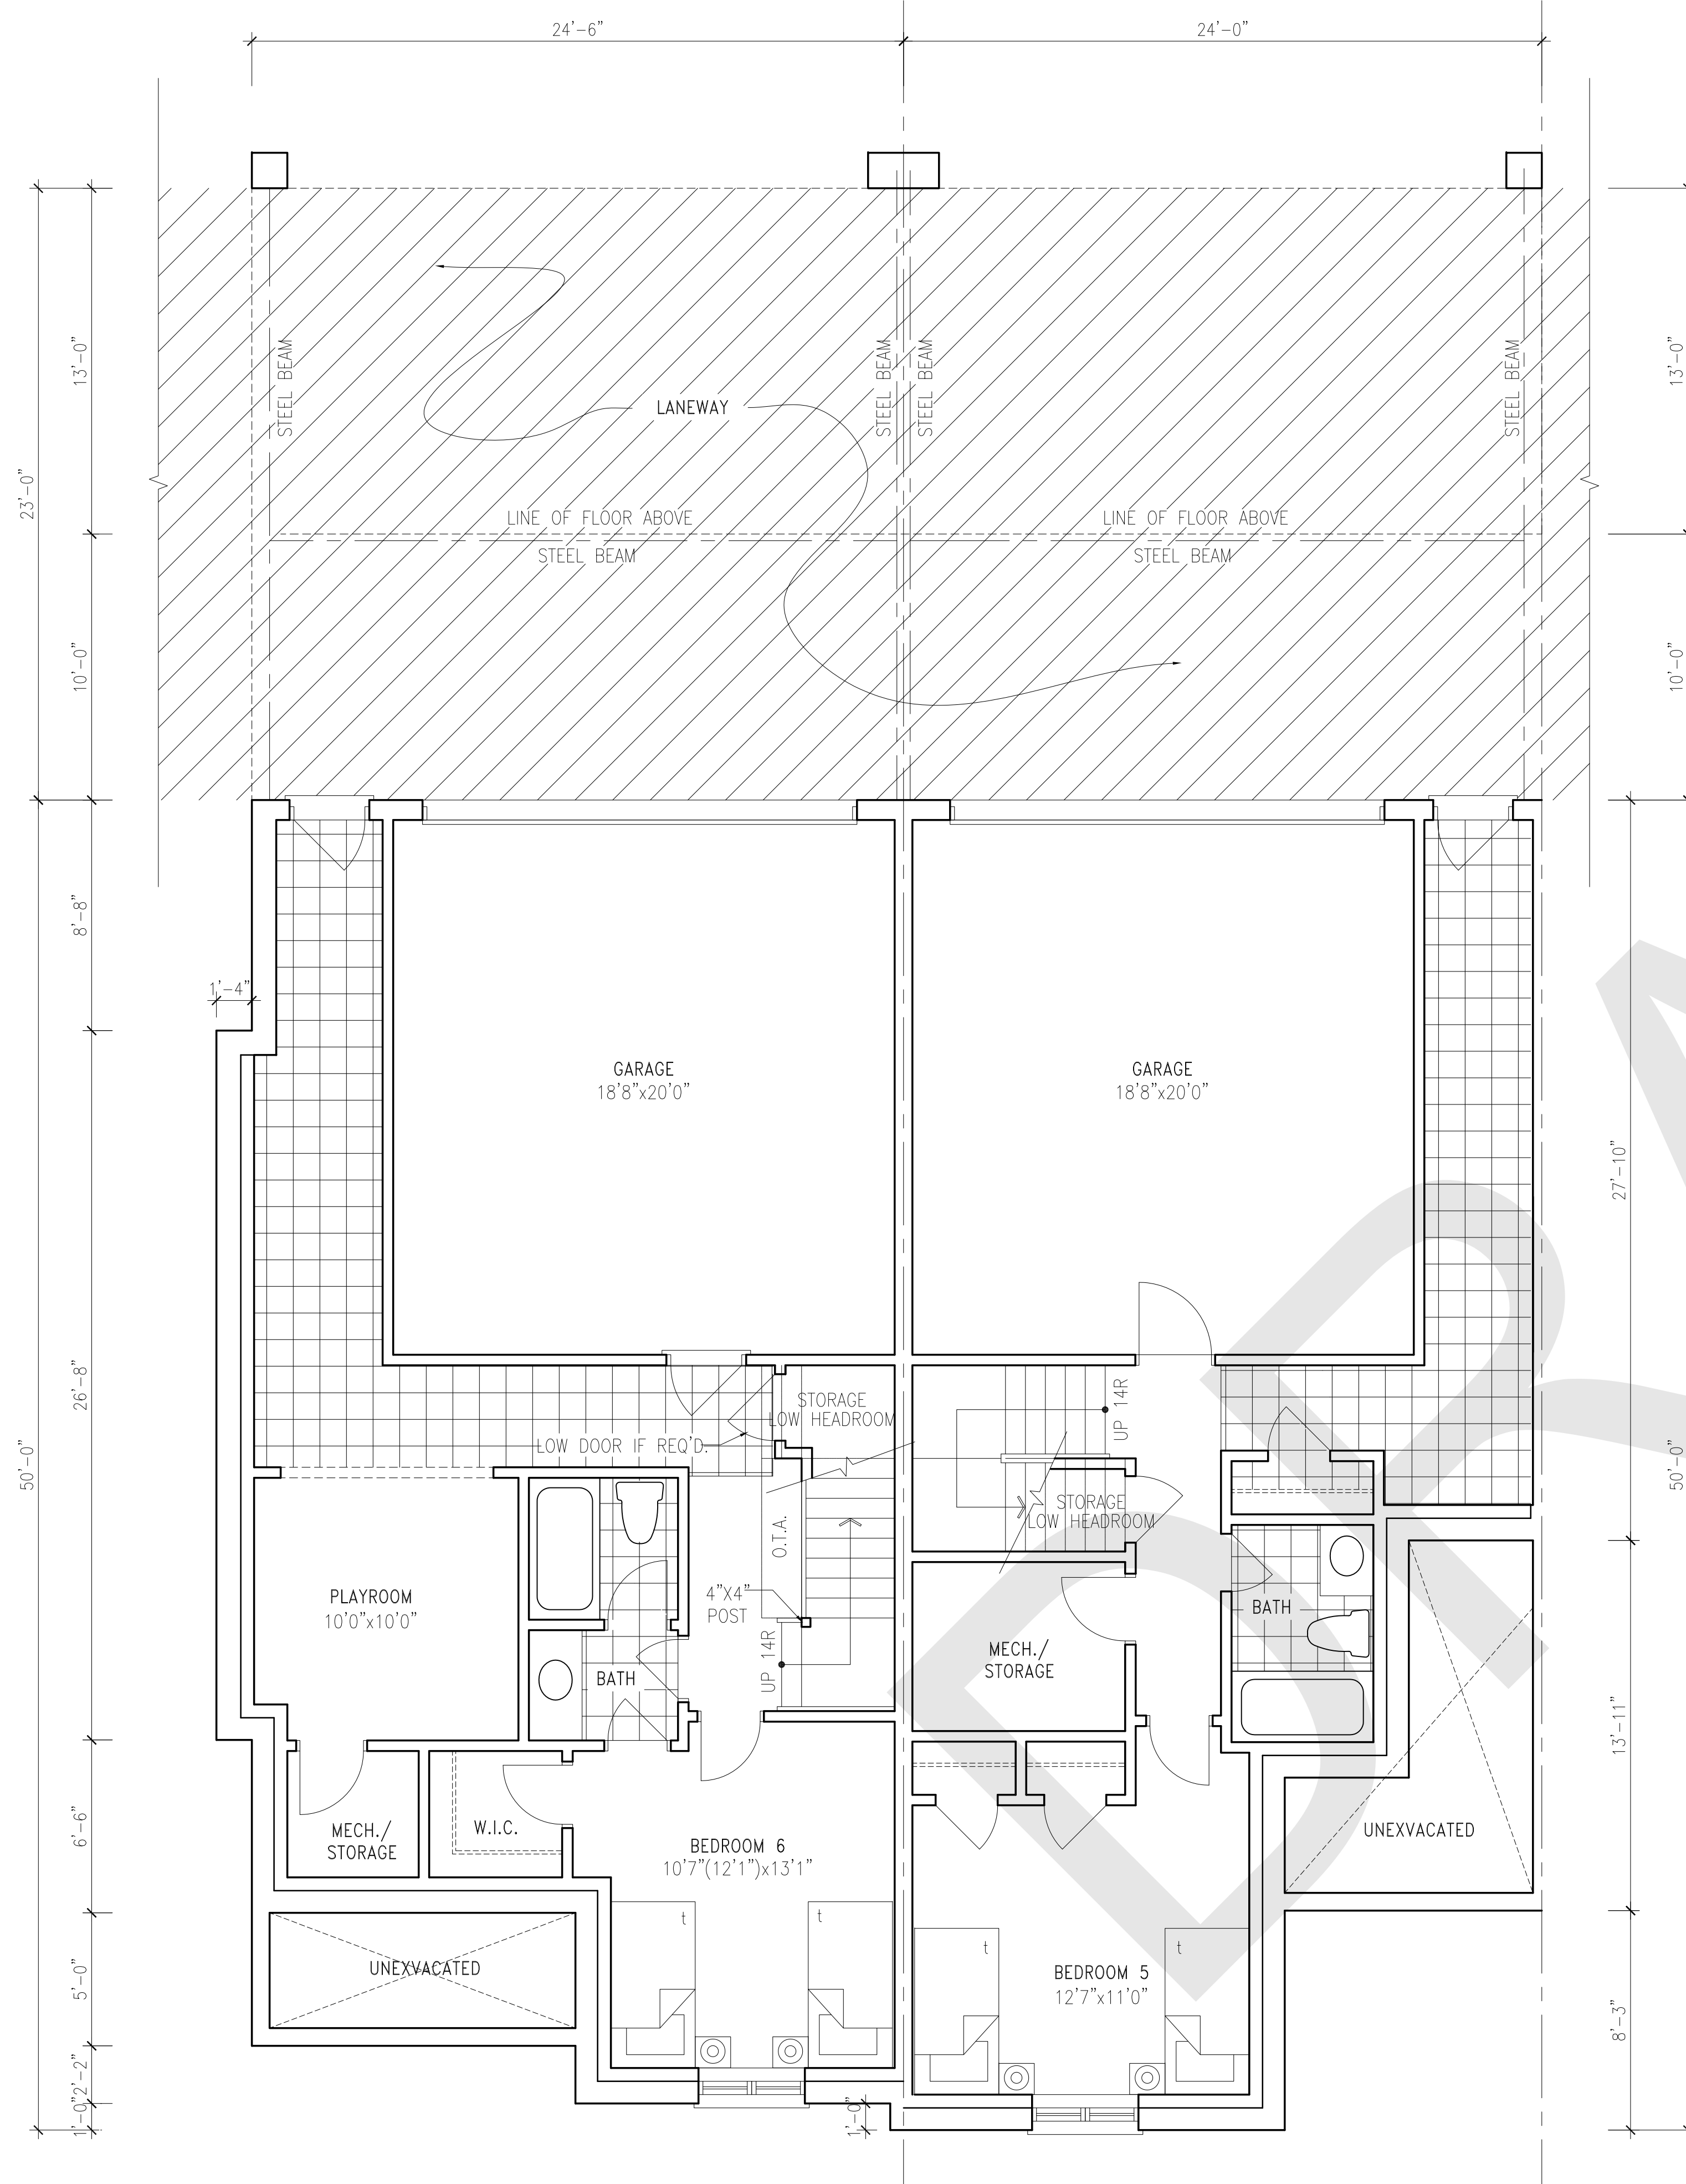 24'-6"
24'-0"
13'-0"
STEEL BEAM
STEEL BEAM
STEEL BEAM
STEEL BEAM
13'-0"
LANEWAY
23'-0"
LINE OF FLOOR ABOVE
STEEL BEAM
LINE OF FLOOR ABOVE
STEEL BEAM
10'-0"
10'-0"
8'-8"
1'-4"
GARAGE
18'8"x20'0"
GARAGE
18'8"x20'0"
27'-10"
26'-8"
50'-0"
STORAGE
LOW HEADROOM
LOW DOOR IF REQ'D.
UP 14R
STORAGE
LOW HEADROOM
50'-0"
O.T.A.
PLAYROOM
10'0"x10'0"
4"X4"
POST
BATH
BATH
UP 14R
MECH./
STORAGE
13'-11"
6'-6"
MECH./
STORAGE
W.I.C.
BEDROOM 6
10'7"(12'1")x13'1"
UNEXVACATED
t
t
t
t
5'-0"
UNEXVACATED
BEDROOM 5
12'7"x11'0"
8'-3"
2'-2"
1'-0"
1'-0"